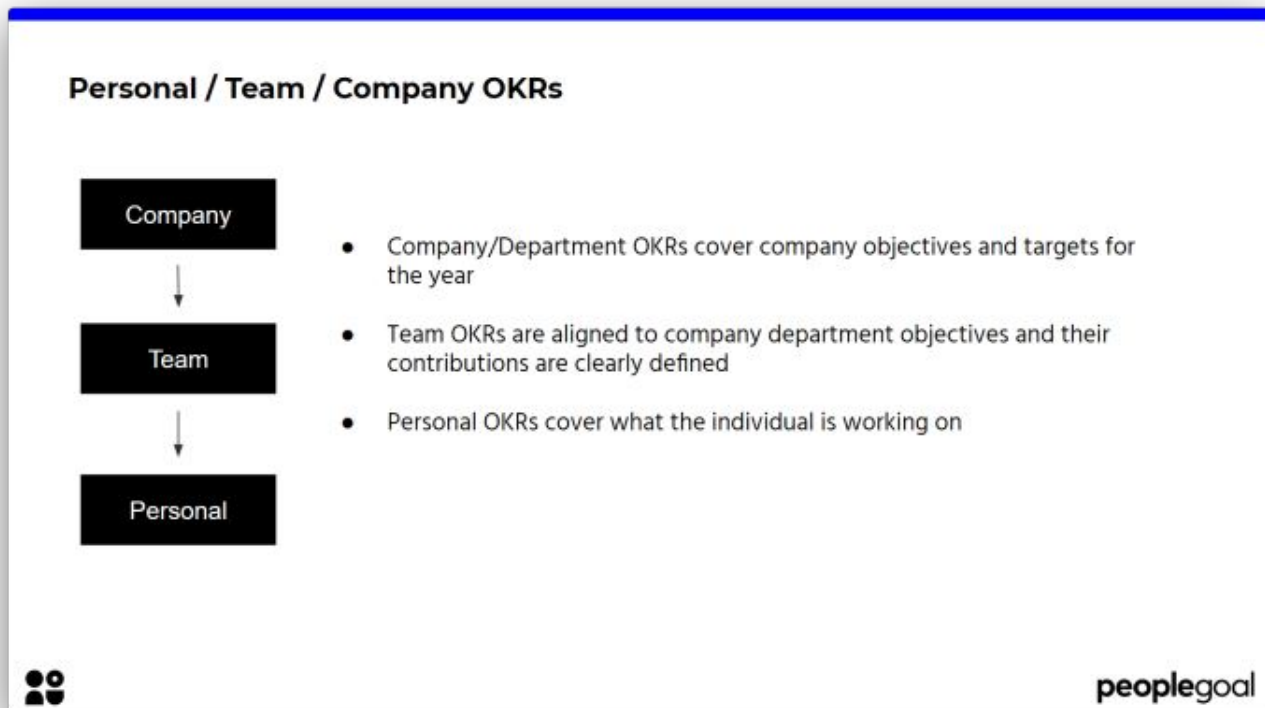 Personal / Team / Company OKRs
Company
Team
Personal
● Company/Department OKRs cover company objectives and targets for
the year
● Team OKRs are aligned to company department objectives and their
contributions are clearly defined
● Personal OKRs cover what the individual is working on
peoplegoal